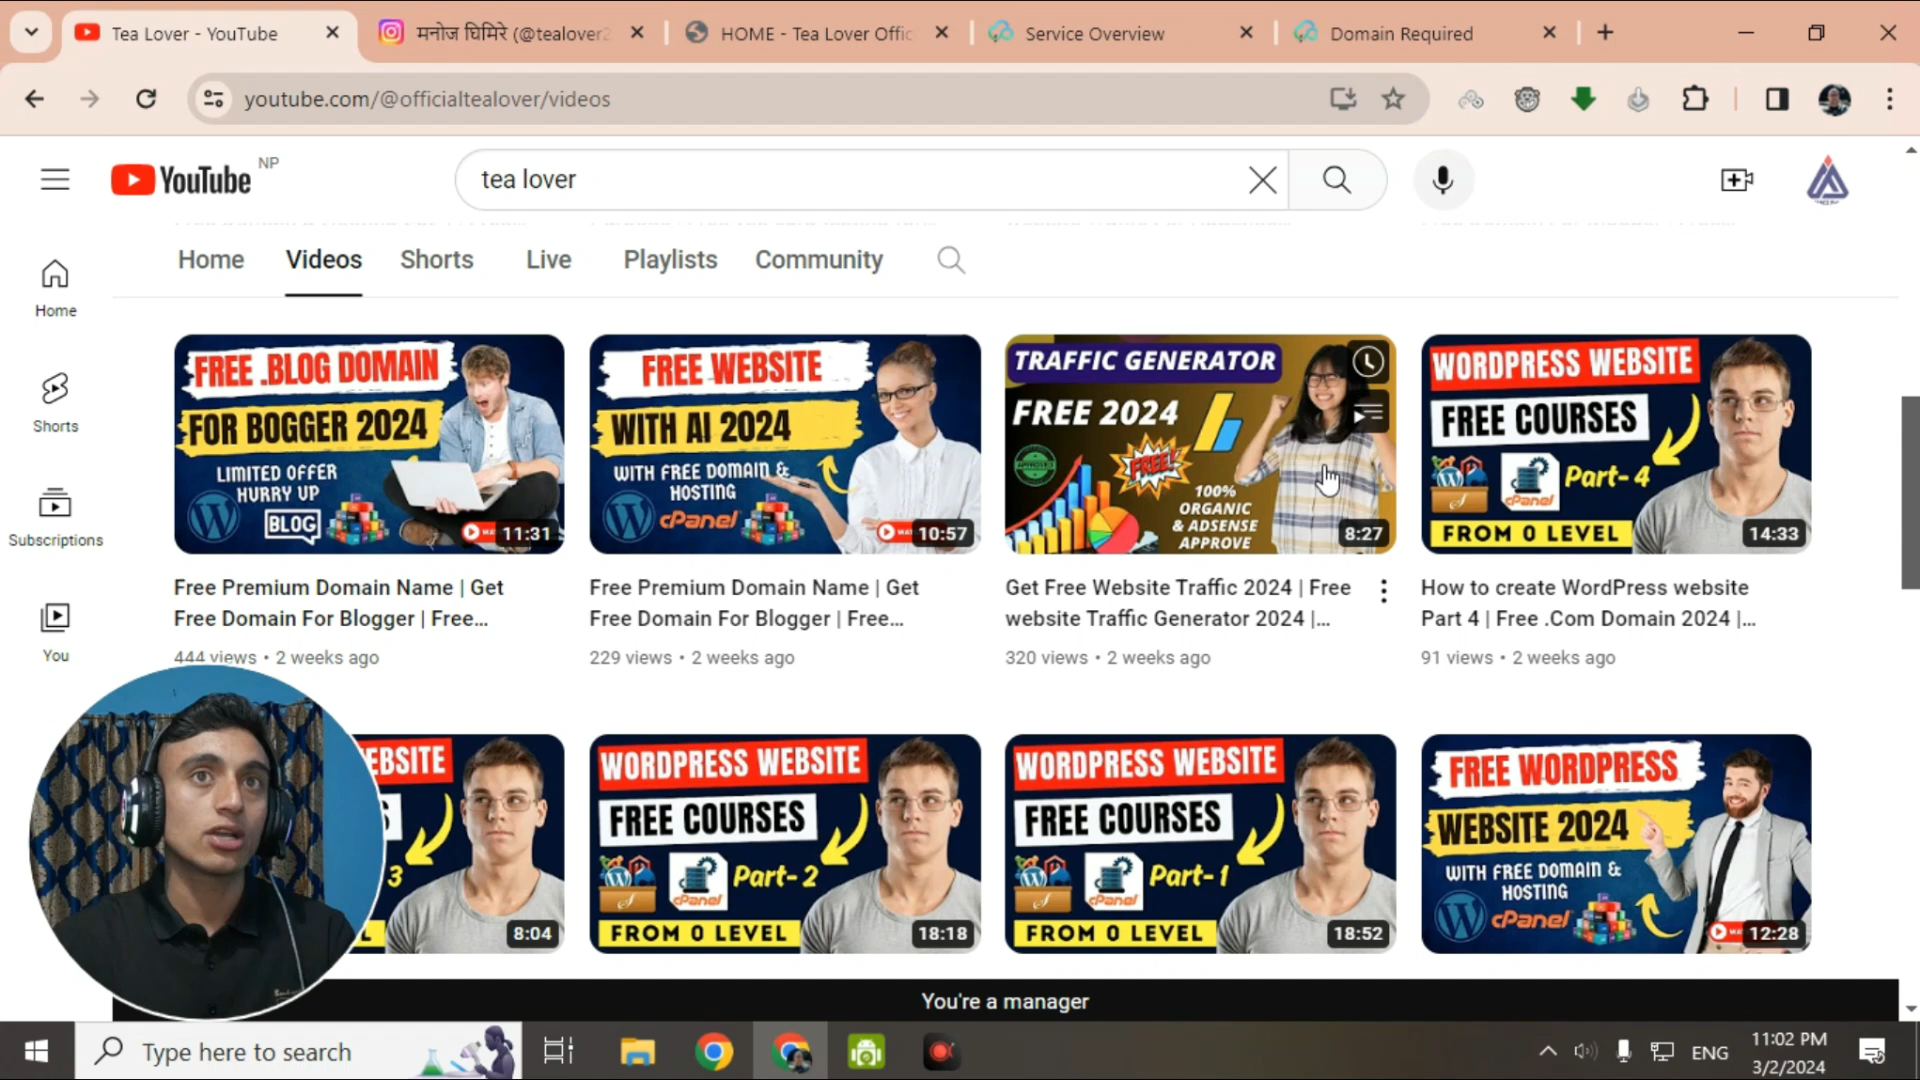 Tea Lover - YouTube
मनोज घिमिरे (@tealover2
HOME - Tea Lover Offic
Service Overview
Domain Required
youtube.com/@officialtealover/videos
YouTube NP
tea lover
Home
Videos
Shorts
Live
Playlists
Community
Home
Shorts
Subscriptions
You
FREE .BLOG DOMAIN
FOR BOGGER 2024
LIMITED OFFER
HURRY UP
BLOG
11:31
FREE WEBSITE
WITH AI 2024
WITH FREE DOMAIN &
HOSTING
cPanel
10:57
TRAFFIC GENERATOR
FREE 2024
FREE!
100%
ORGANIC
& ADSENSE
APPROVE
8:27
WORDPRESS WEBSITE
FREE COURSES
Part- 4
cPanel
FROM 0 LEVEL
14:33
Free Premium Domain Name | Get
Free Domain For Blogger | Free...
444 views • 2 weeks ago
Free Premium Domain Name | Get
Free Domain For Blogger | Free...
229 views • 2 weeks ago
Get Free Website Traffic 2024 | Free
website Traffic Generator 2024 |...
320 views • 2 weeks ago
How to create WordPress website
Part 4 | Free .Com Domain 2024 |...
91 views • 2 weeks ago
EBSITE
S
3
L
8:04
WORDPRESS WEBSITE
FREE COURSES
Part- 2
cPanel
FROM 0 LEVEL
18:18
WORDPRESS WEBSITE
FREE COURSES
Part- 1
cPanel
FROM 0 LEVEL
18:52
FREE WORDPRESS
WEBSITE 2024
WITH FREE DOMAIN &
HOSTING
cPanel
12:28
You're a manager
Type here to search
ENG
11:02 PM
3/2/2024